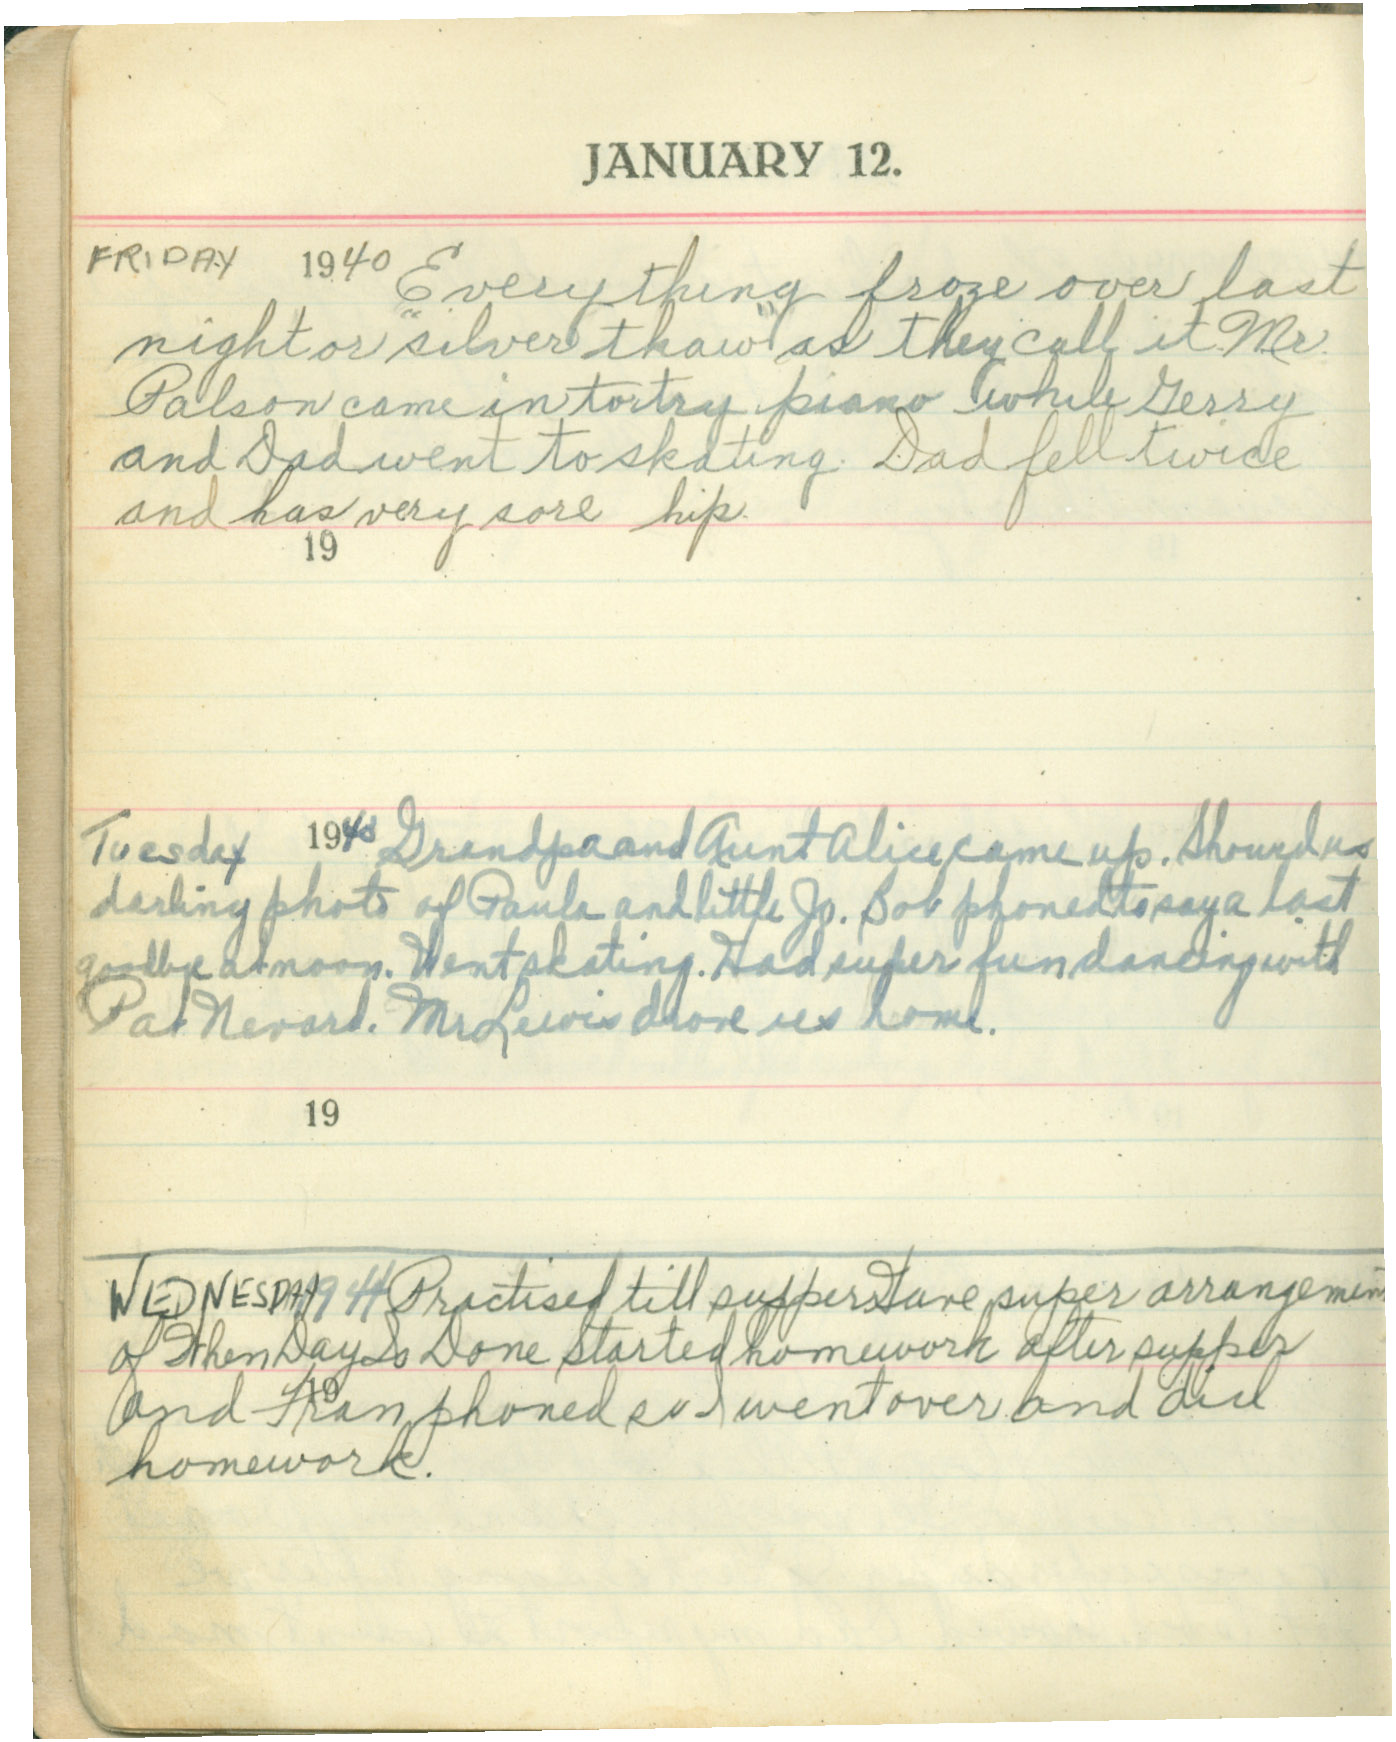 JANUARY 12.
FRIDAY 1940 Everything froze over last
night or "silver thaw" as they call it. Mr.
Palson came in to try piano while Gerry
and Dad went to skating. Dad fell twice
and has very sore hip.
19
Tuesday 194 Grandpa and Aunt Alice came up. Showed us
darling photo of Paula and little Jo. Bob phoned to say a last
goodbye at noon. Went skating. Had super fun dancing with
Pat Nevard. Mr Lewis drove us home.
19
WEDNESDAY 1944 Practised till supper. Have super arrangemen
of When Day Is Done Started homework after supper
19
and Fran phoned so I went over and did
homework.